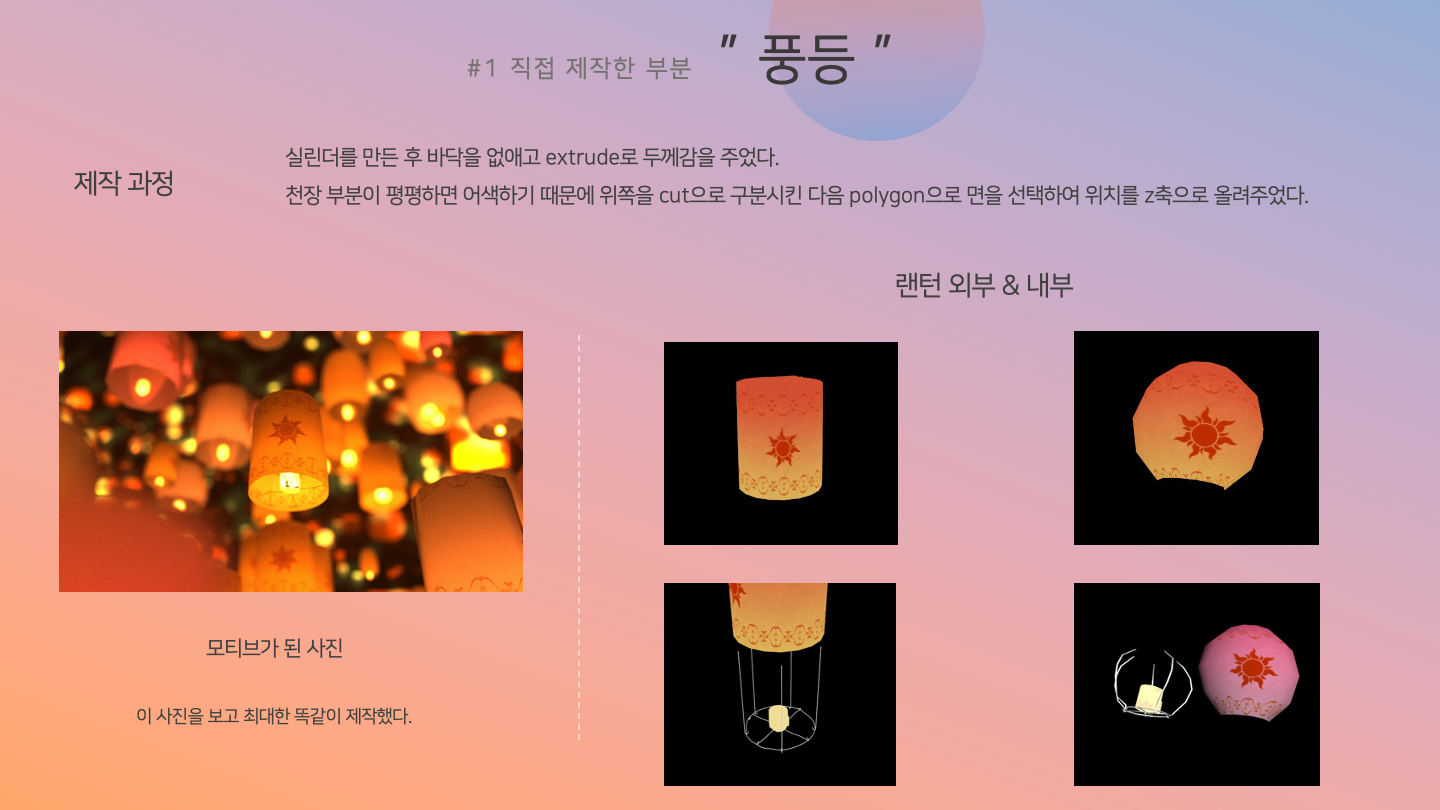 #1 직접 제작한 부분 " 풍등 "
제작 과정
실린더를 만든 후 바닥을 없애고 extrude로 두께감을 주었다.
천장 부분이 평평하면 어색하기 때문에 위쪽을 cut으로 구분시킨 다음 polygon으로 면을 선택하여 위치를 z축으로 올려주었다.
랜턴 외부 & 내부
모티브가 된 사진
이 사진을 보고 최대한 똑같이 제작했다.